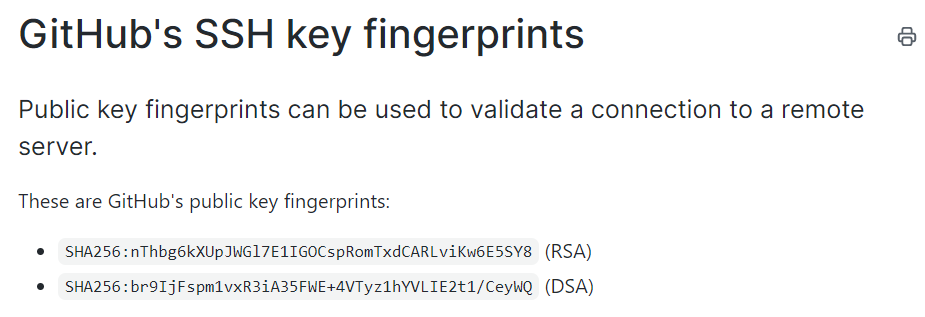 GitHub's SSH key fingerprints
Public key fingerprints can be used to validate a connection to a remote
server.
These are GitHub's public key fingerprints:
SHA256:nThbg6kXUpJWGl7E1IGOCspRomTxdCARLviKw6E5SY8 (RSA)
SHA256:br9IjFspm1vxR3iA35FWE+4VTyz1hYVLIE2t1/CeyWQ (DSA)